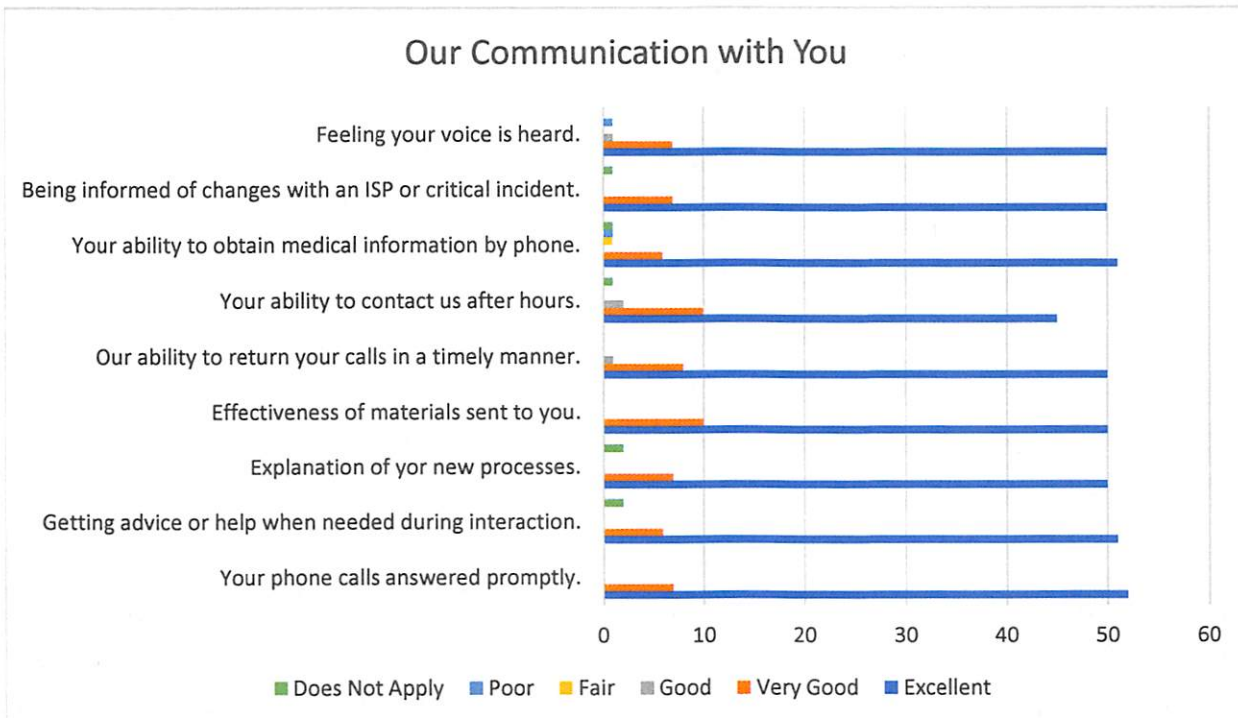 Our Communication with You
Feeling your voice is heard.
Being informed of changes with an ISP or critical incident.
Your ability to obtain medical information by phone.
Your ability to contact us after hours.
Our ability to return your calls in a timely manner.
Effectiveness of materials sent to you.
Explanation of yor new processes.
Getting advice or help when needed during interaction.
Your phone calls answered promptly.
0 10 20 30 40 50 60
Does Not Apply Poor Fair Good Very Good Excellent